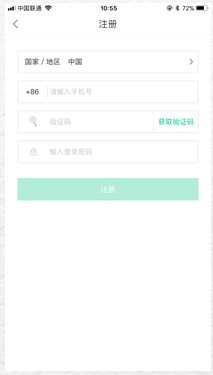 中国联通 10:55 72%
注册
国家 / 地区 中国
+86 请输入手机号
验证码 获取验证码
输入登录密码
注册